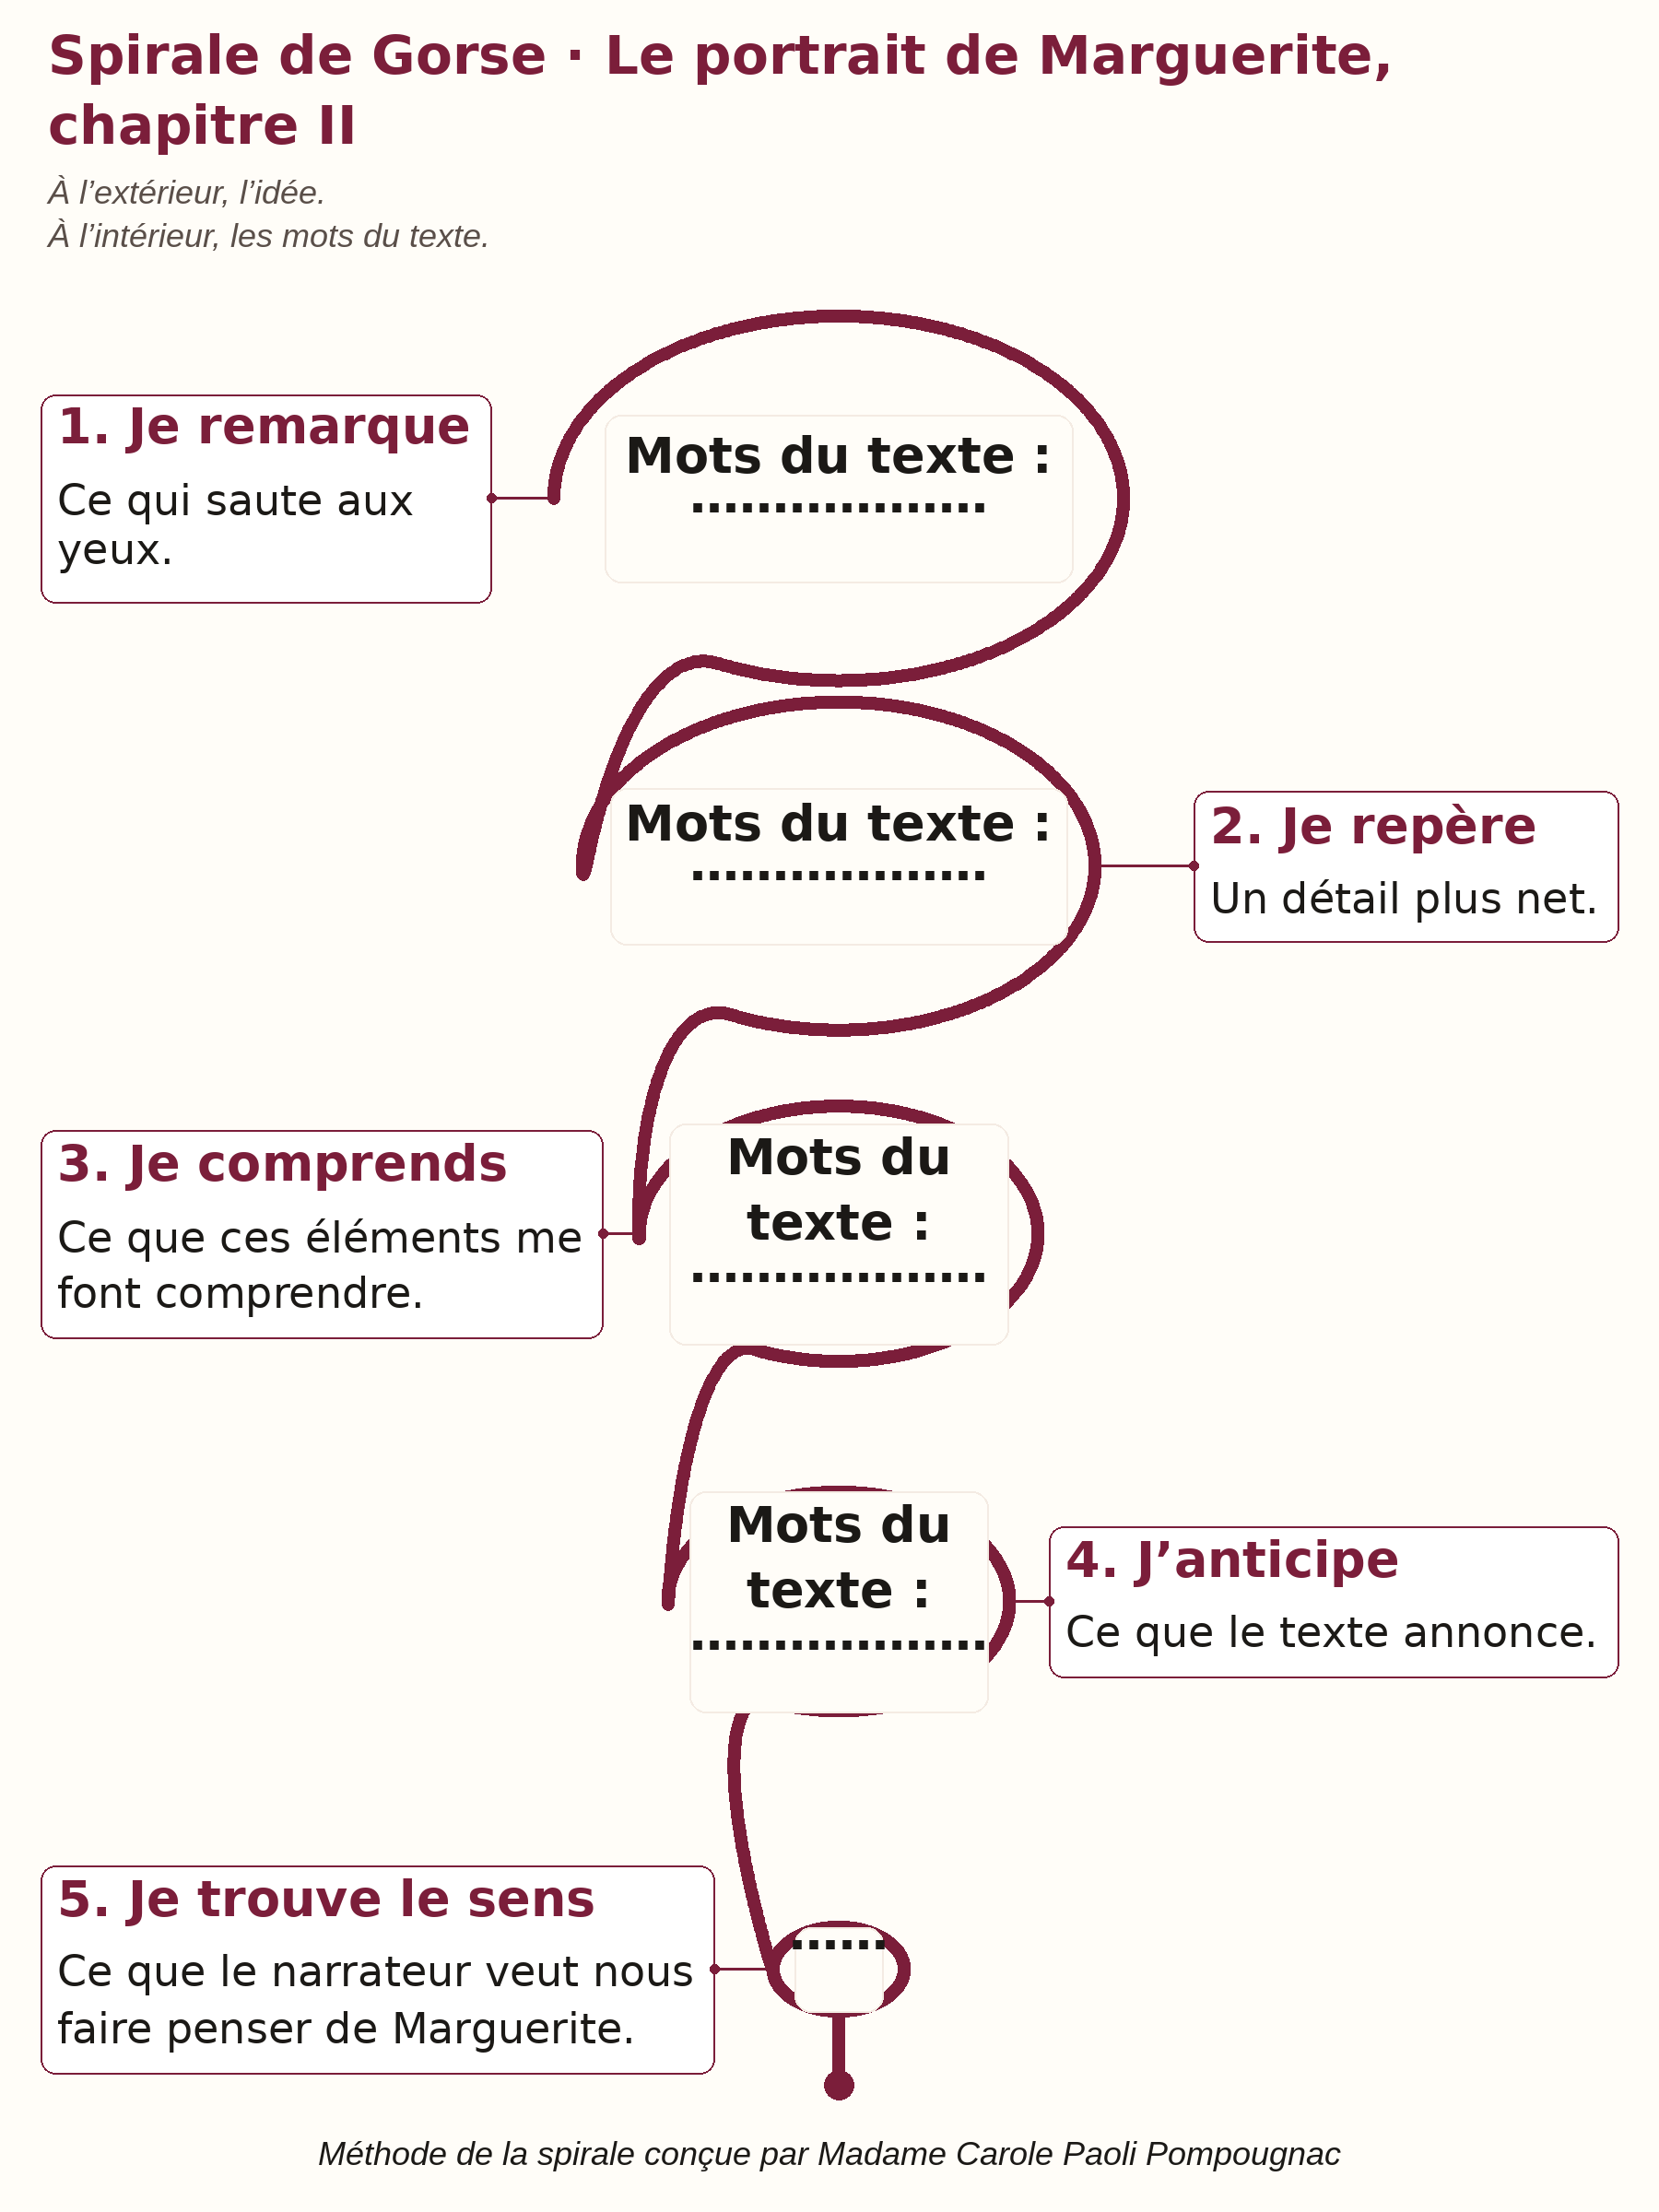 Spirale de Gorse · Le portrait de Marguerite,
chapitre II
À l’extérieur, l’idée.
À l’intérieur, les mots du texte.
1. Je remarque
Ce qui saute aux
yeux.
Mots du texte :
..................
Mots du texte :
..................
2. Je repère
Un détail plus net.
3. Je comprends
Ce que ces éléments me
font comprendre.
Mots du
texte :
..................
Mots du
texte :
..................
4. J’anticipe
Ce que le texte annonce.
5. Je trouve le sens
Ce que le narrateur veut nous
faire penser de Marguerite.
......
Méthode de la spirale conçue par Madame Carole Paoli Pompougnac